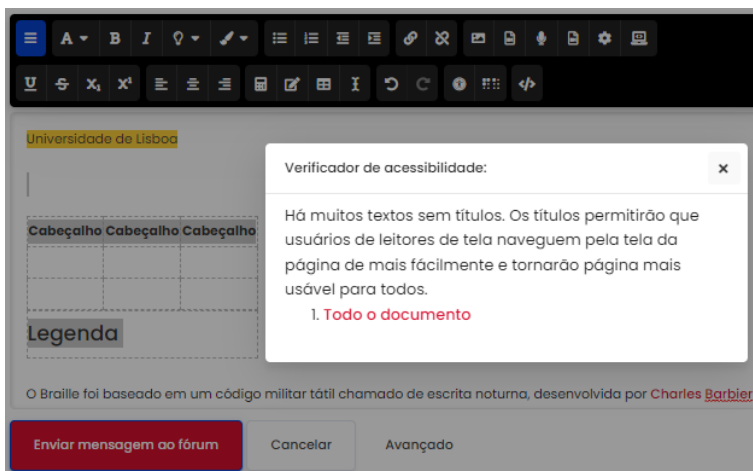 Universidade de Lisboa
Verificador de acessibilidade:
Há muitos textos sem títulos. Os títulos permitirão que
usuários de leitores de tela naveguem pela tela da
página de mais fácilmente e tornarão página mais
usável para todos.
1. Todo o documento
Cabeçalho Cabeçalho Cabeçalho
Legenda
O Braille foi baseado em um código militar tátil chamado de escrita noturna, desenvolvida por Charles Barbier
Enviar mensagem ao fórum Cancelar Avançado